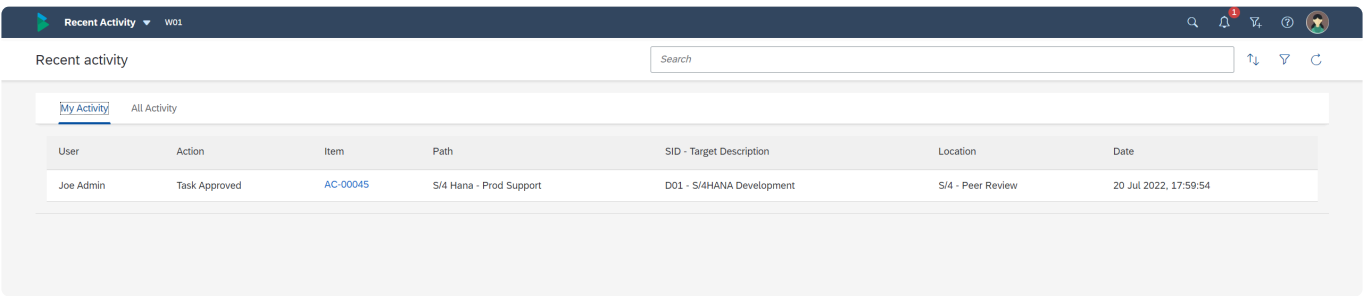 Recent Activity W01 1
Recent activity Search
My Activity All Activity
User Action Item Path SID - Target Description Location Date
Joe Admin Task Approved AC-00045 S/4 Hana - Prod Support D01 - S/4HANA Development S/4 - Peer Review 20 Jul 2022, 17:59:54